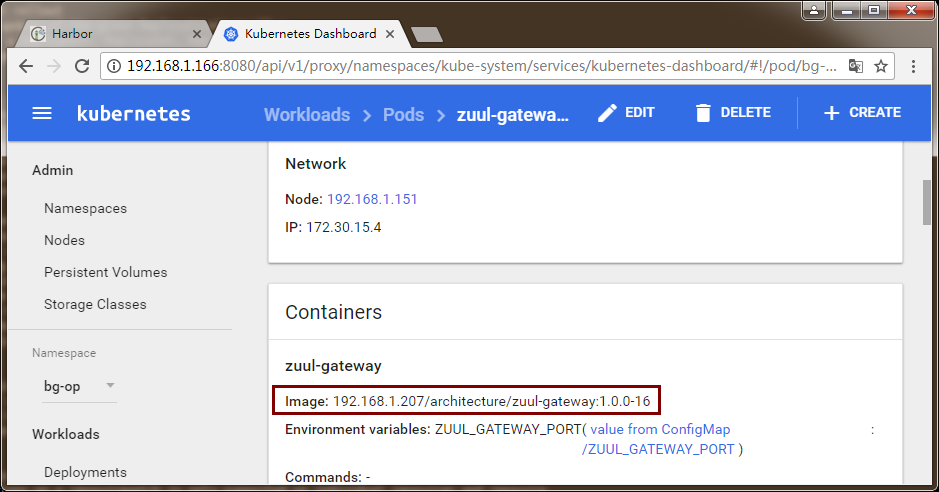 Harbor
Kubernetes Dashboard
192.168.1.166:8080/api/v1/proxy/namespaces/kube-system/services/kubernetes-dashboard/#!/pod/bg-...
kubernetes
Workloads > Pods > zuul-gatewa...
EDIT
DELETE
+ CREATE
Admin
Namespaces
Nodes
Persistent Volumes
Storage Classes
Namespace
bg-op
Workloads
Deployments
Network
Node: 192.168.1.151
IP: 172.30.15.4
Containers
zuul-gateway
Image: 192.168.1.207/architecture/zuul-gateway:1.0.0-16
Environment variables: ZUUL_GATEWAY_PORT( value from ConfigMap :
/ZUUL_GATEWAY_PORT )
Commands: -